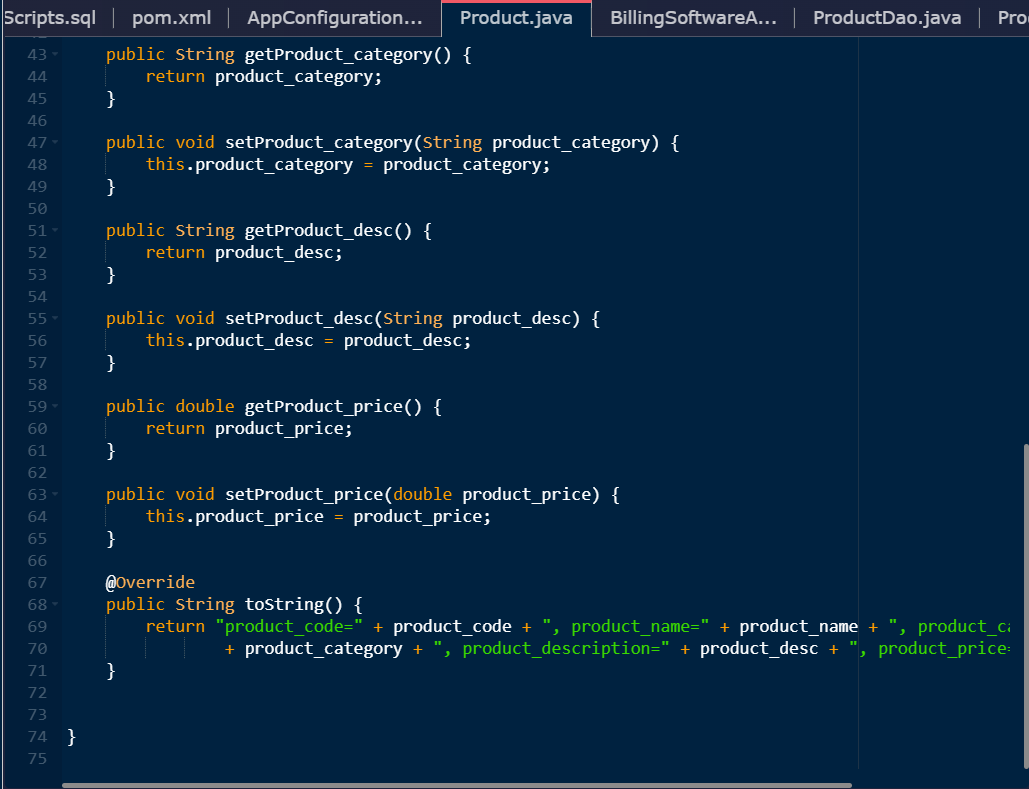 Scripts.sql | pom.xml | AppConfiguration... | Product.java | BillingSoftwareA... | ProductDao.java |
43 public String getProduct_category() {
44 return product_category;
45 }
46
47 public void setProduct_category(String product_category) {
48 this.product_category = product_category;
49 }
50
51 public String getProduct_desc() {
52 return product_desc;
53 }
54
55 public void setProduct_desc(String product_desc) {
56 this.product_desc = product_desc;
57 }
58
59 public double getProduct_price() {
60 return product_price;
61 }
62
63 public void setProduct_price(double product_price) {
64 this.product_price = product_price;
65 }
66
67 @Override
68 public String toString() {
69 return "product_code=" + product_code + ", product_name=" + product_name + ", product_ca
70 + product_category + ", product_description=" + product_desc + ", product_price=
71 }
72
73
74 }
75